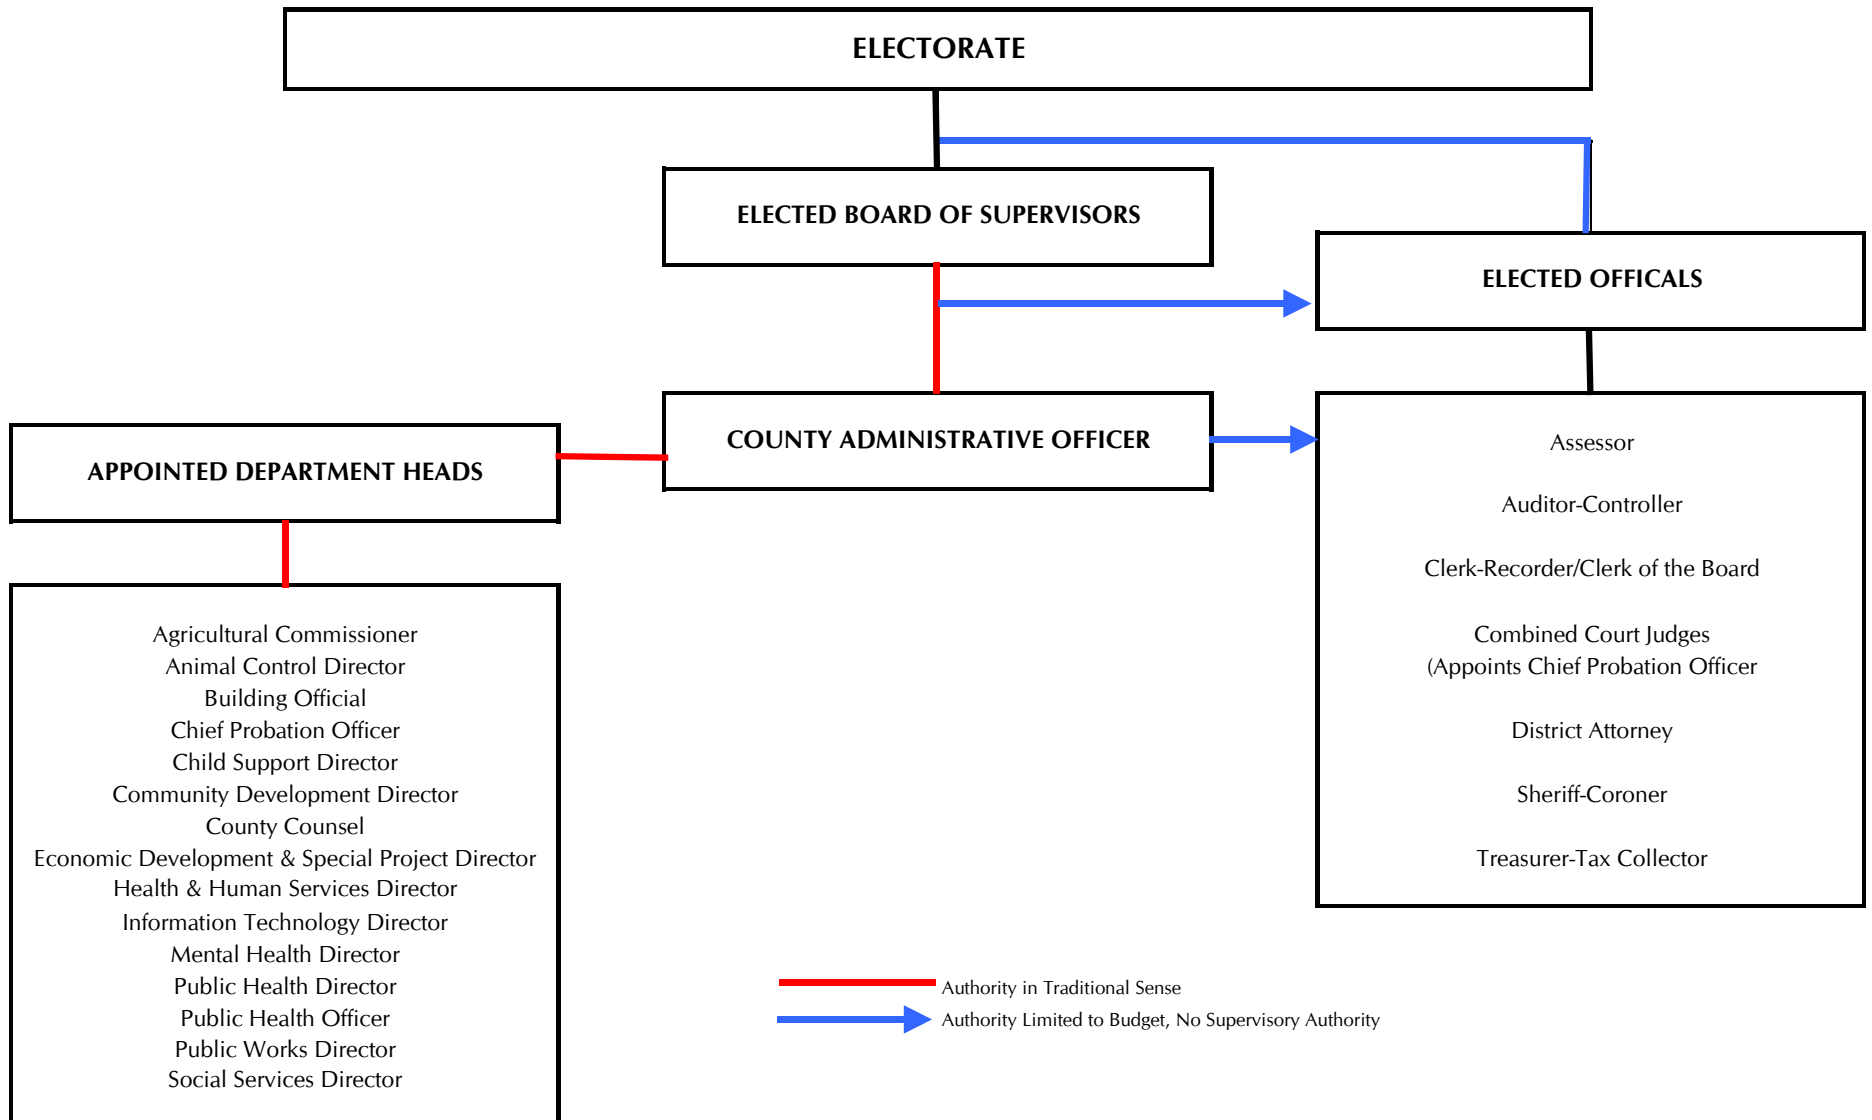 ELECTORATE
ELECTED BOARD OF SUPERVISORS
ELECTED OFFICALS
COUNTY ADMINISTRATIVE OFFICER
APPOINTED DEPARTMENT HEADS
Assessor
Auditor-Controller
Clerk-Recorder/Clerk of the Board
Combined Court Judges
(Appoints Chief Probation Officer
District Attorney
Sheriff-Coroner
Treasurer-Tax Collector
Agricultural Commissioner
Animal Control Director
Building Official
Chief Probation Officer
Child Support Director
Community Development Director
County Counsel
Economic Development & Special Project Director
Health & Human Services Director
Information Technology Director
Mental Health Director
Public Health Director
Public Health Officer
Public Works Director
Social Services Director
Authority in Traditional Sense
Authority Limited to Budget, No Supervisory Authority